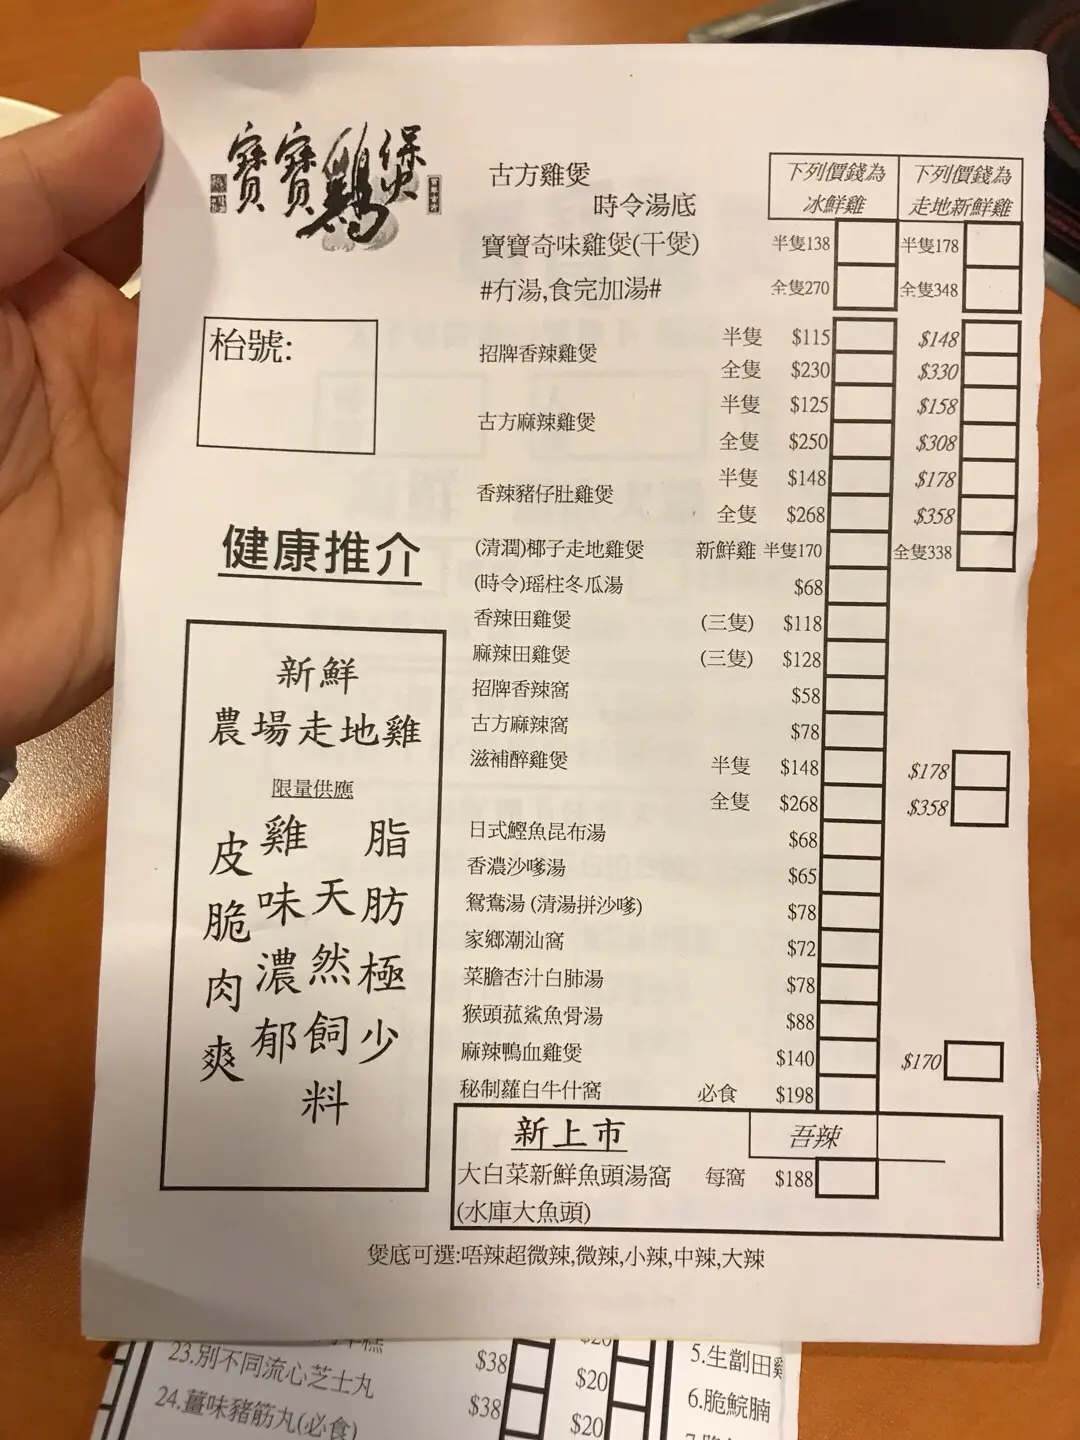 寶寶鷄煲
枱號:
健康推介
新鮮
農場走地雞
限量供應
皮脆肉爽
雞味濃郁
天然飼料
脂肪極少
古方雞煲
時令湯底
下列價錢為冰鮮雞
下列價錢為走地新鮮雞
寶寶奇味雞煲(干煲) 半隻138 半隻178
#冇湯,食完加湯# 全隻270 全隻348
招牌香辣雞煲 半隻 $115 $148
全隻 $230 $330
古方麻辣雞煲 半隻 $125 $158
全隻 $250 $308
香辣豬仔肚雞煲 半隻 $148 $178
全隻 $268 $358
(清潤)椰子走地雞煲 新鮮雞 半隻170 全隻338
(時令)瑶柱冬瓜湯 $68
香辣田雞煲 (三隻) $118
麻辣田雞煲 (三隻) $128
招牌香辣窩 $58
古方麻辣窩 $78
滋補醉雞煲 半隻 $148 $178
全隻 $268 $358
日式鰹魚昆布湯 $68
香濃沙嗲湯 $65
鴛鴦湯 (清湯拼沙嗲) $78
家鄉潮汕窩 $72
菜膽杏汁白肺湯 $78
猴頭菰鯊魚骨湯 $88
麻辣鴨血雞煲 $140 $170
秘制蘿白牛什窩 必食 $198
新上市 吾辣
大白菜新鮮魚頭湯窩 每窩 $188
(水庫大魚頭)
煲底可選:唔辣超微辣,微辣,小辣,中辣,大辣
$20
23.別不同流心芝士丸 $38 $20
24.薑味豬筋丸(必食) $38 $20
5.生劏田雞
6.脆鯇腩